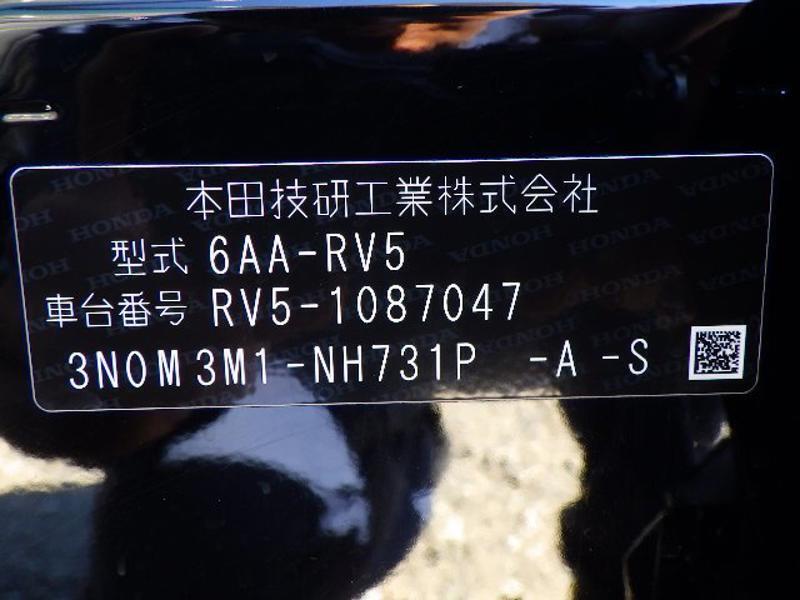 本田技研工業株式会社
型式 6AA-RV5
車台番号 RV5-1087047
3N0M3M1-NH731P -A -S